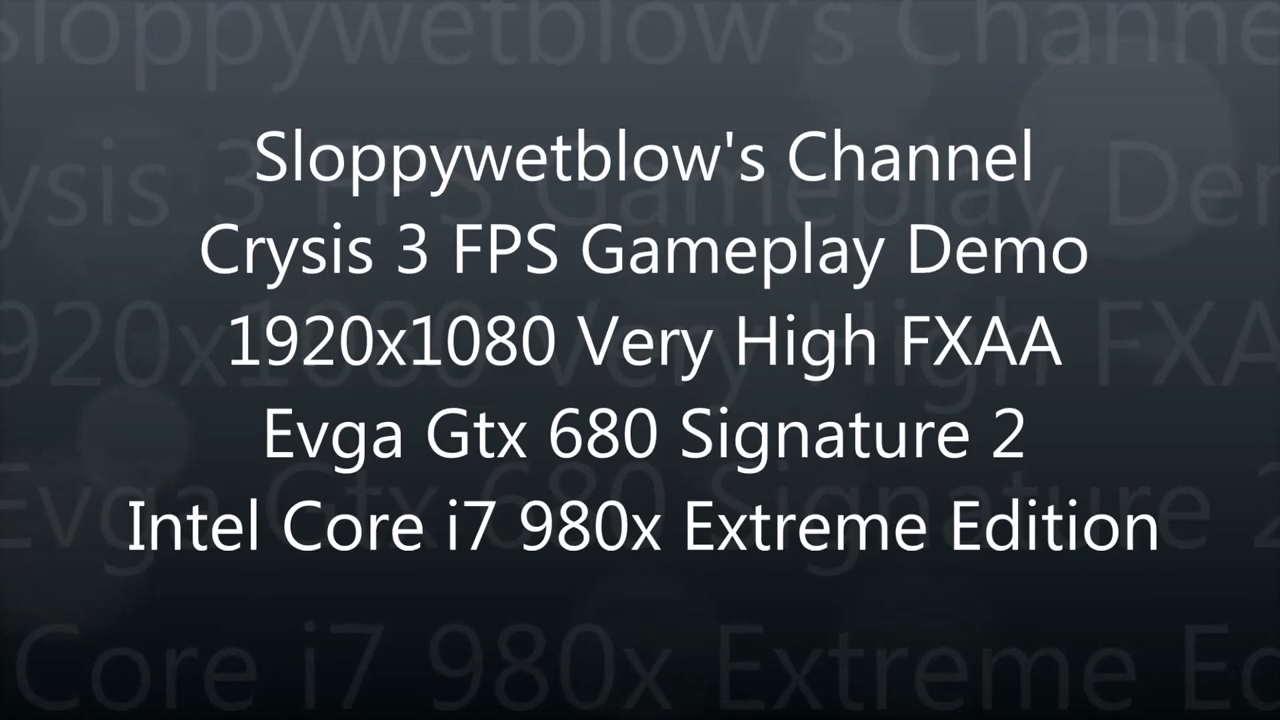 Sloppywetblow's Channel
Crysis 3 FPS Gameplay Demo
1920x1080 Very High FXAA
Evga Gtx 680 Signature 2
Intel Core i7 980x Extreme Edition